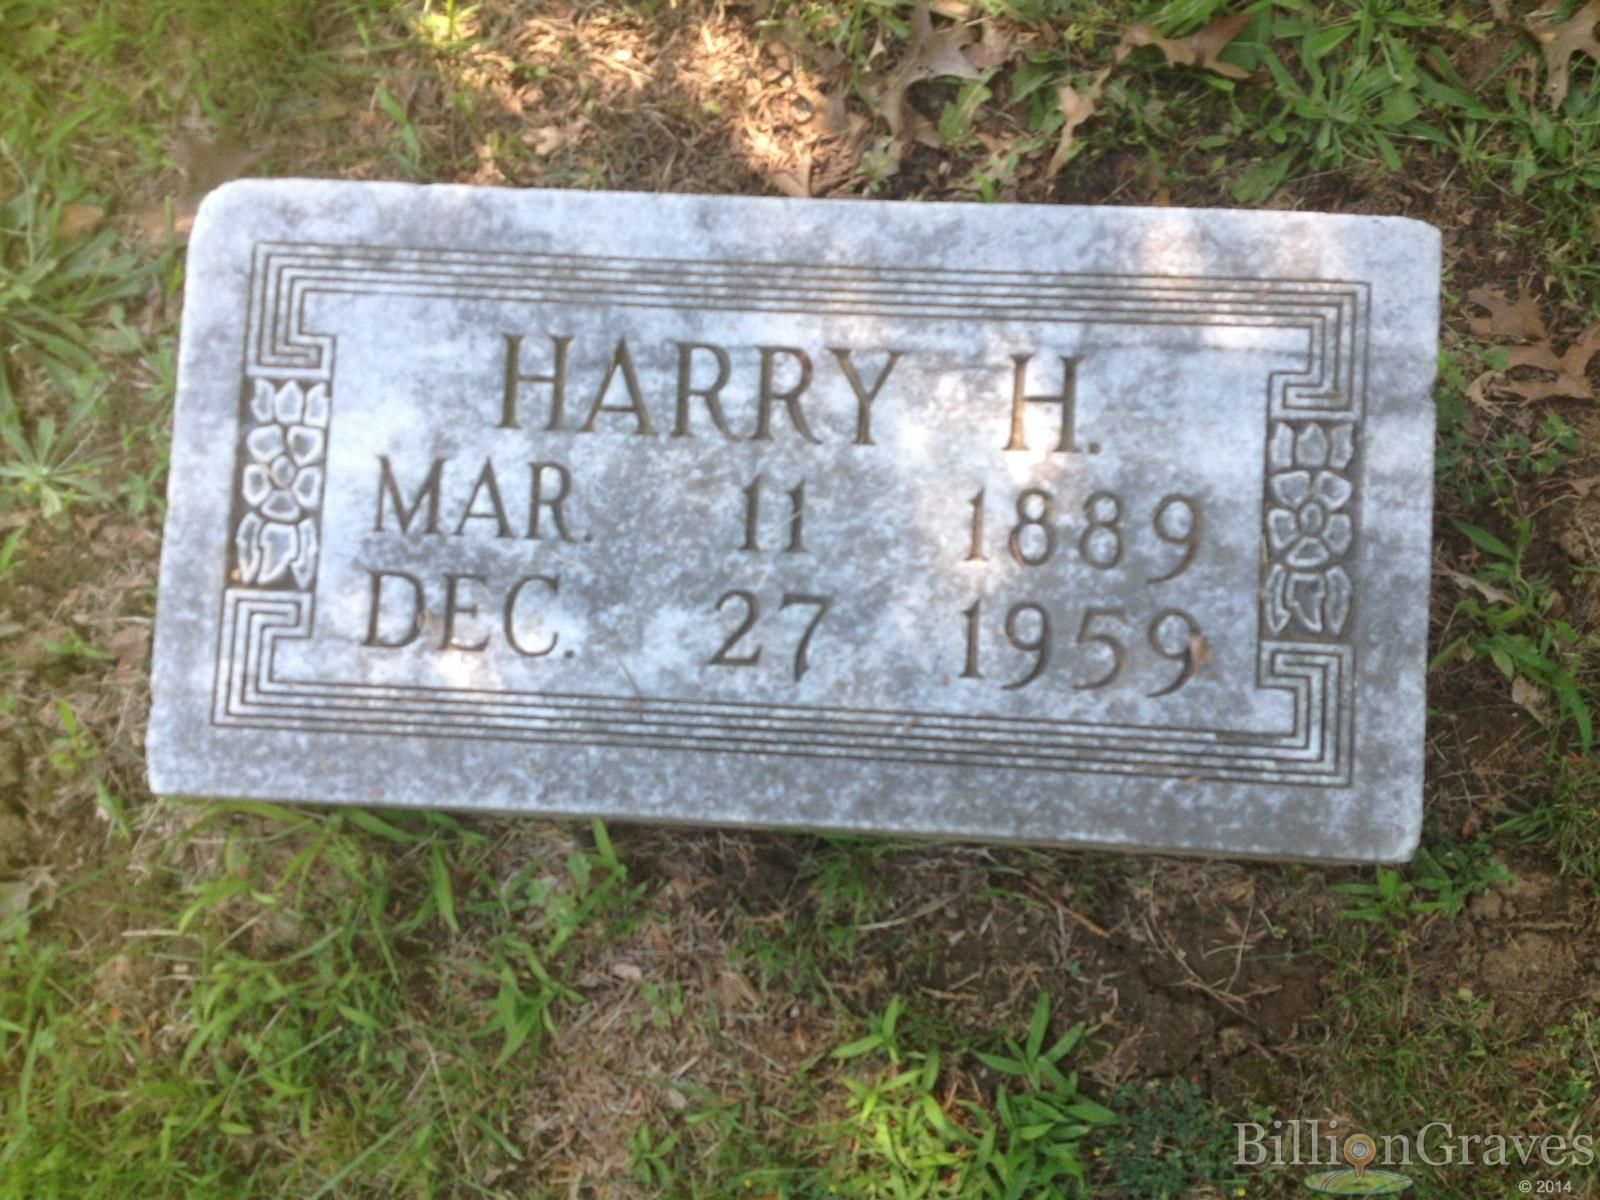 HARRY H.
MAR. 11 1889
DEC. 27 1959
BillionGraves
© 2014